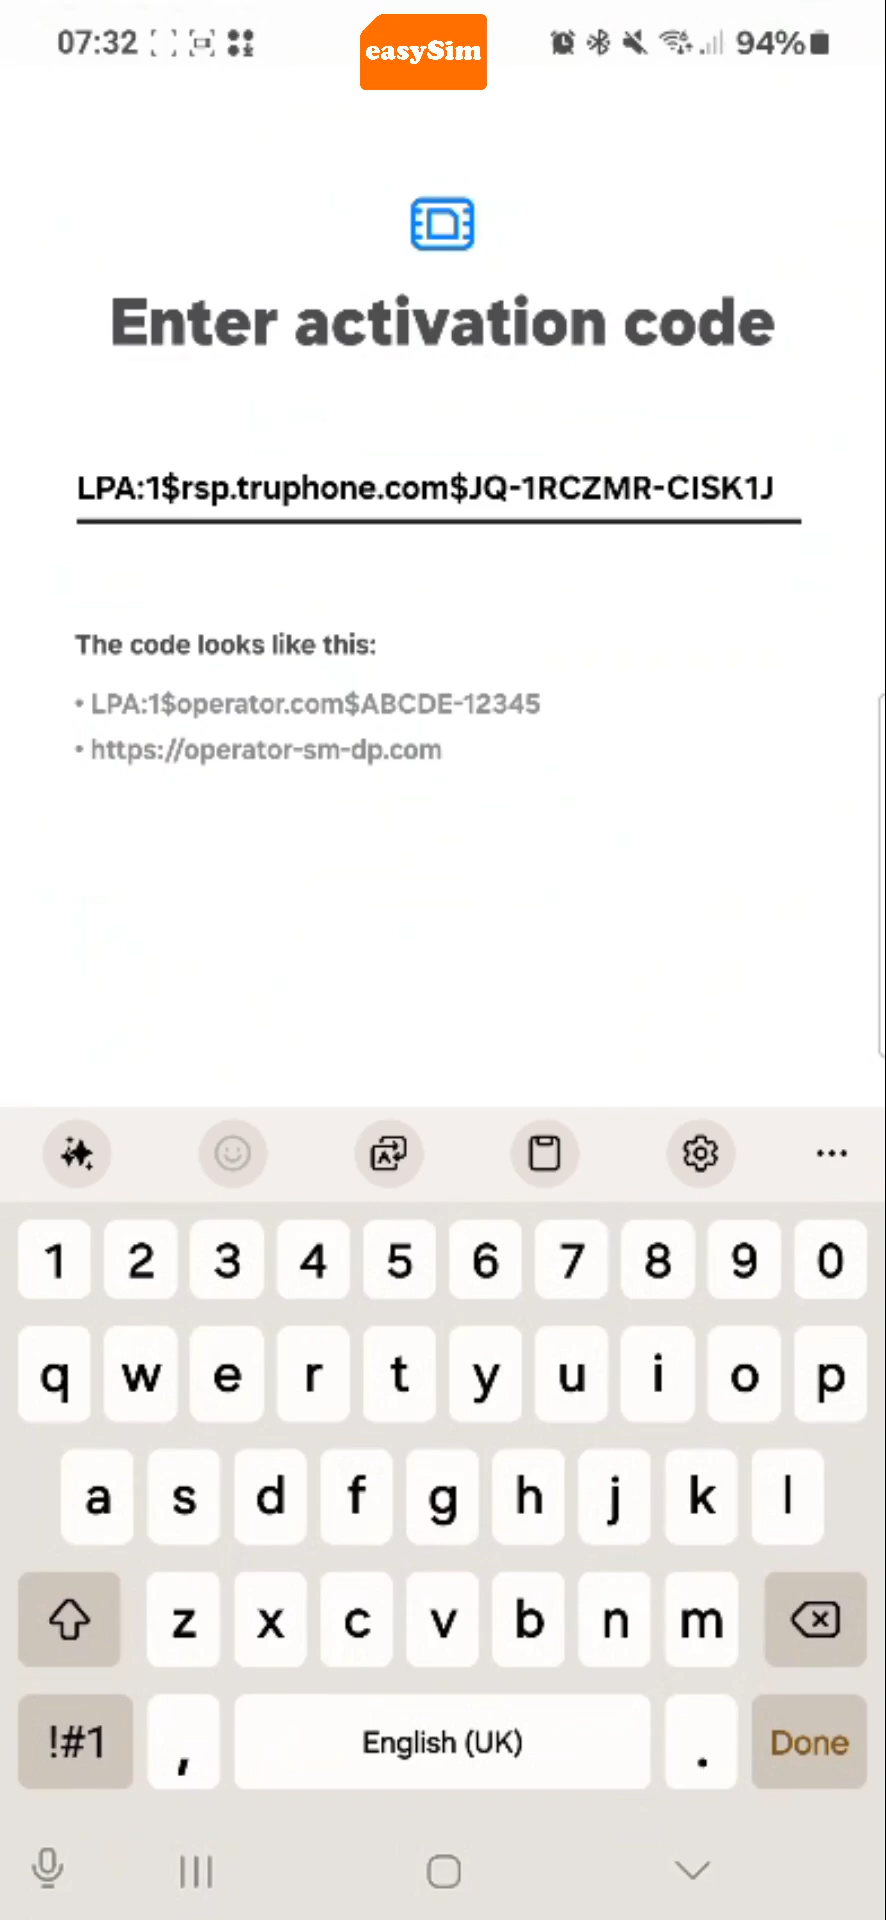 07:32
easySim
94%
Enter activation code
LPA:1$rsp.truphone.com$JQ-1RCZMR-CISK1J
The code looks like this:
• LPA:1$operator.com$ABCDE-12345
• https://operator-sm-dp.com
1 2 3 4 5 6 7 8 9 0
q w e r t y u i o p
a s d f g h j k l
z x c v b n m
!#1 , English (UK) . Done